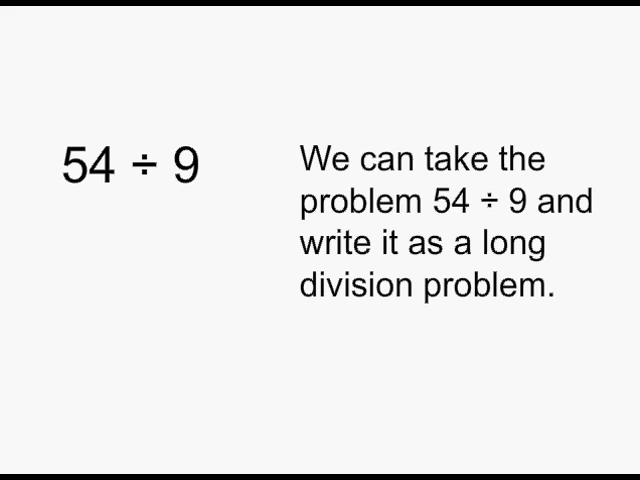 54 ÷ 9
We can take the
problem 54 ÷ 9 and
write it as a long
division problem.